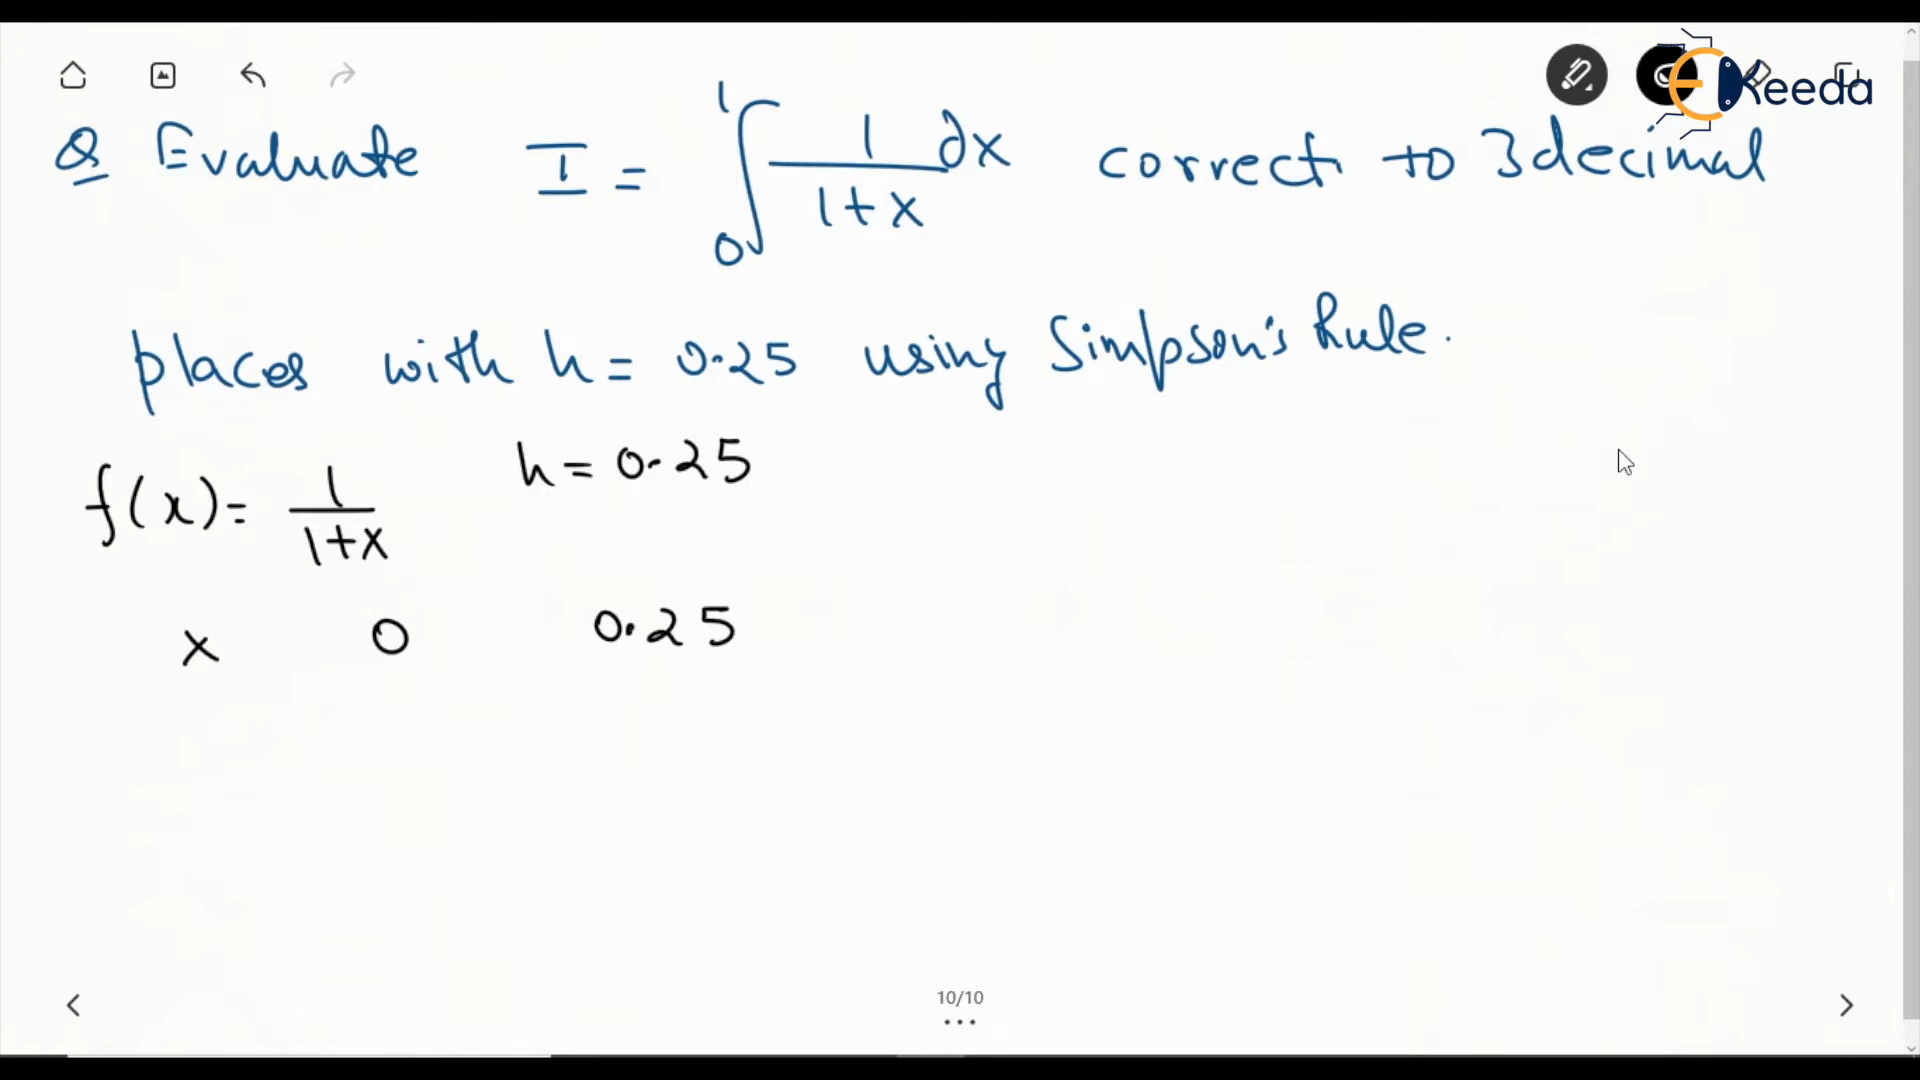 EKeeda
Q Evaluate I = ∫₀¹ 1/(1+x) dx correct to 3 decimal
places with h = 0.25 using Simpson's Rule.
f(x) = 1/(1+x) h = 0.25
x 0 0.25
10/10